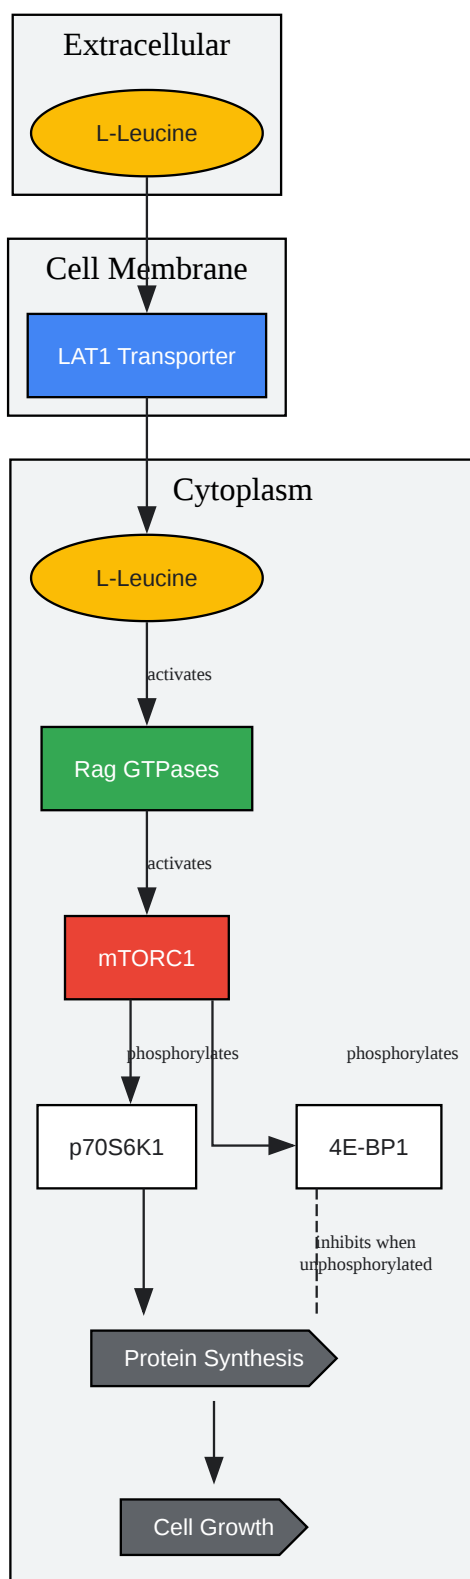 Extracellular
L-Leucine
Cell Membrane
LAT1 Transporter
Cytoplasm
L-Leucine
activates
Rag GTPases
activates
mTORC1
phosphorylates
phosphorylates
p70S6K1
4E-BP1
inhibits when
unphosphorylated
Protein Synthesis
Cell Growth